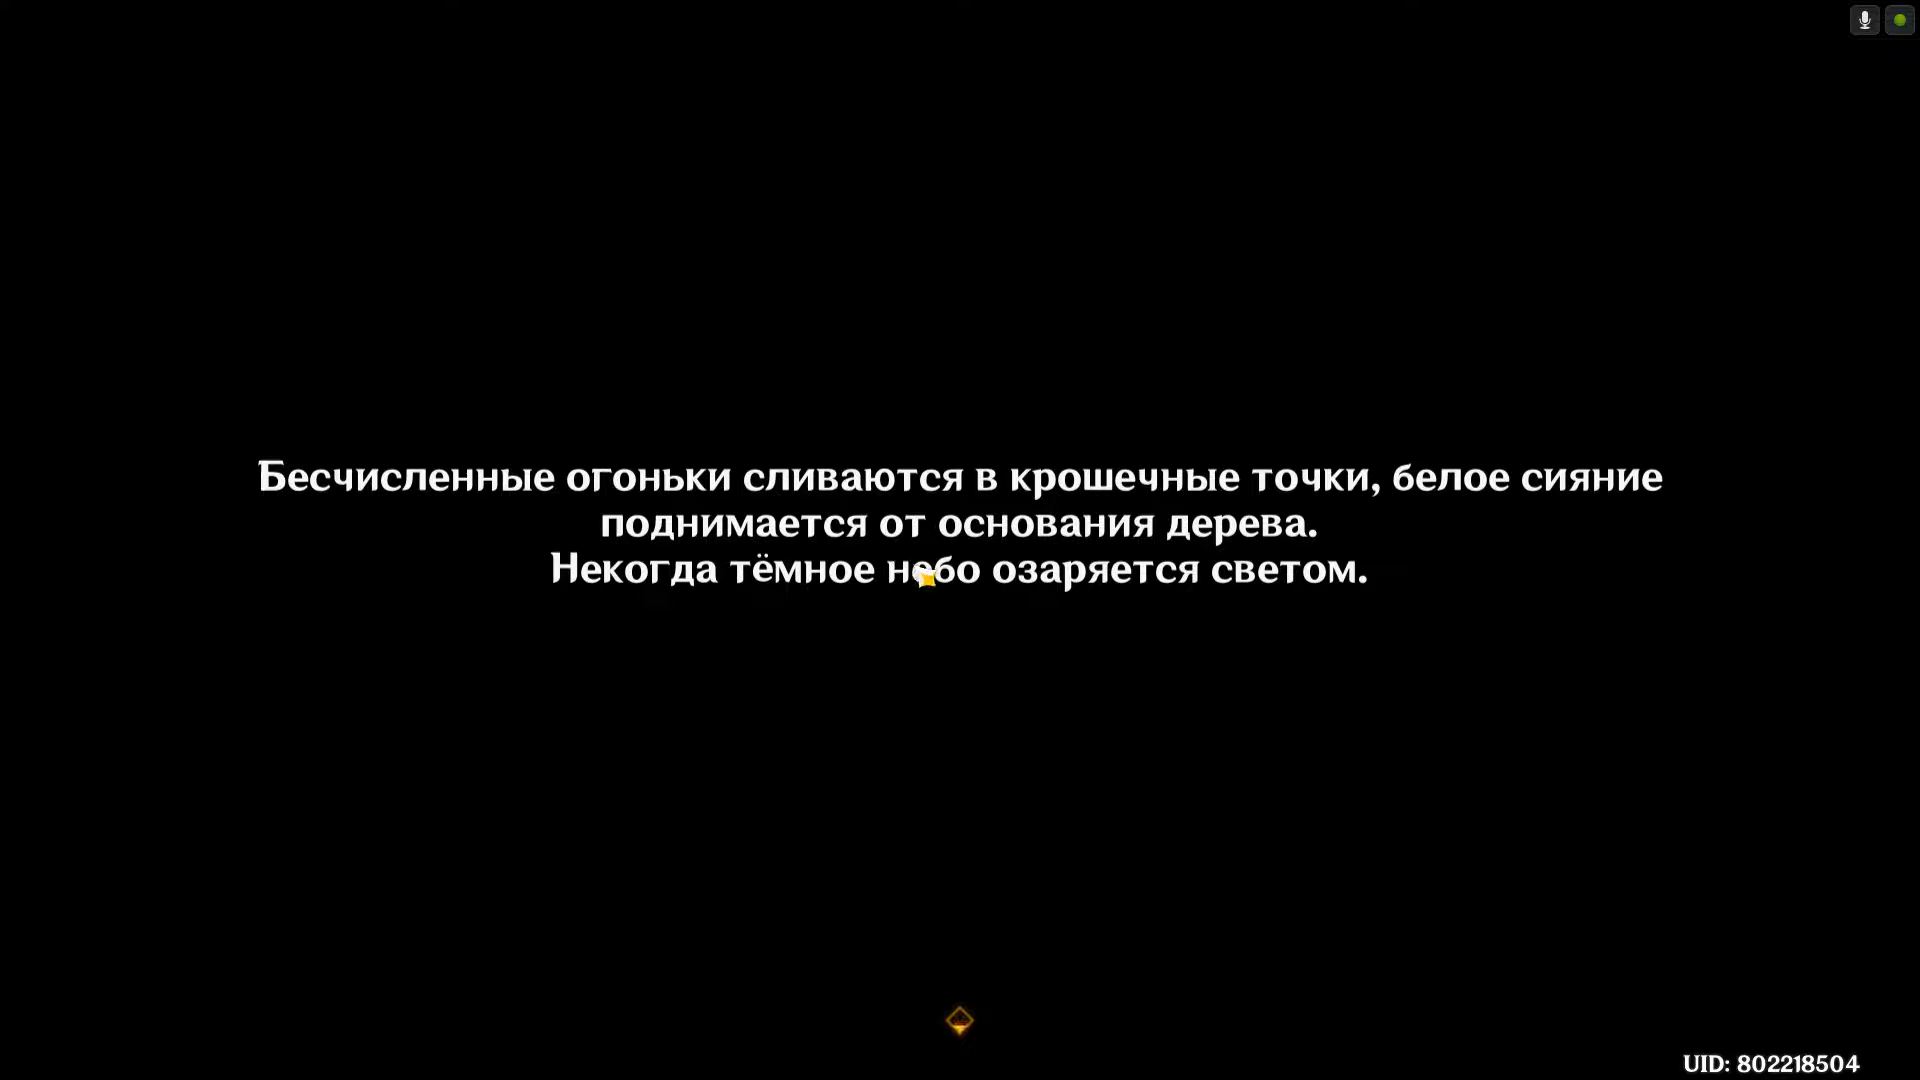 Бесчисленные огоньки сливаются в крошечные точки, белое сияние
поднимается от основания дерева.
Некогда тёмное небо озаряется светом.
UID: 802218504